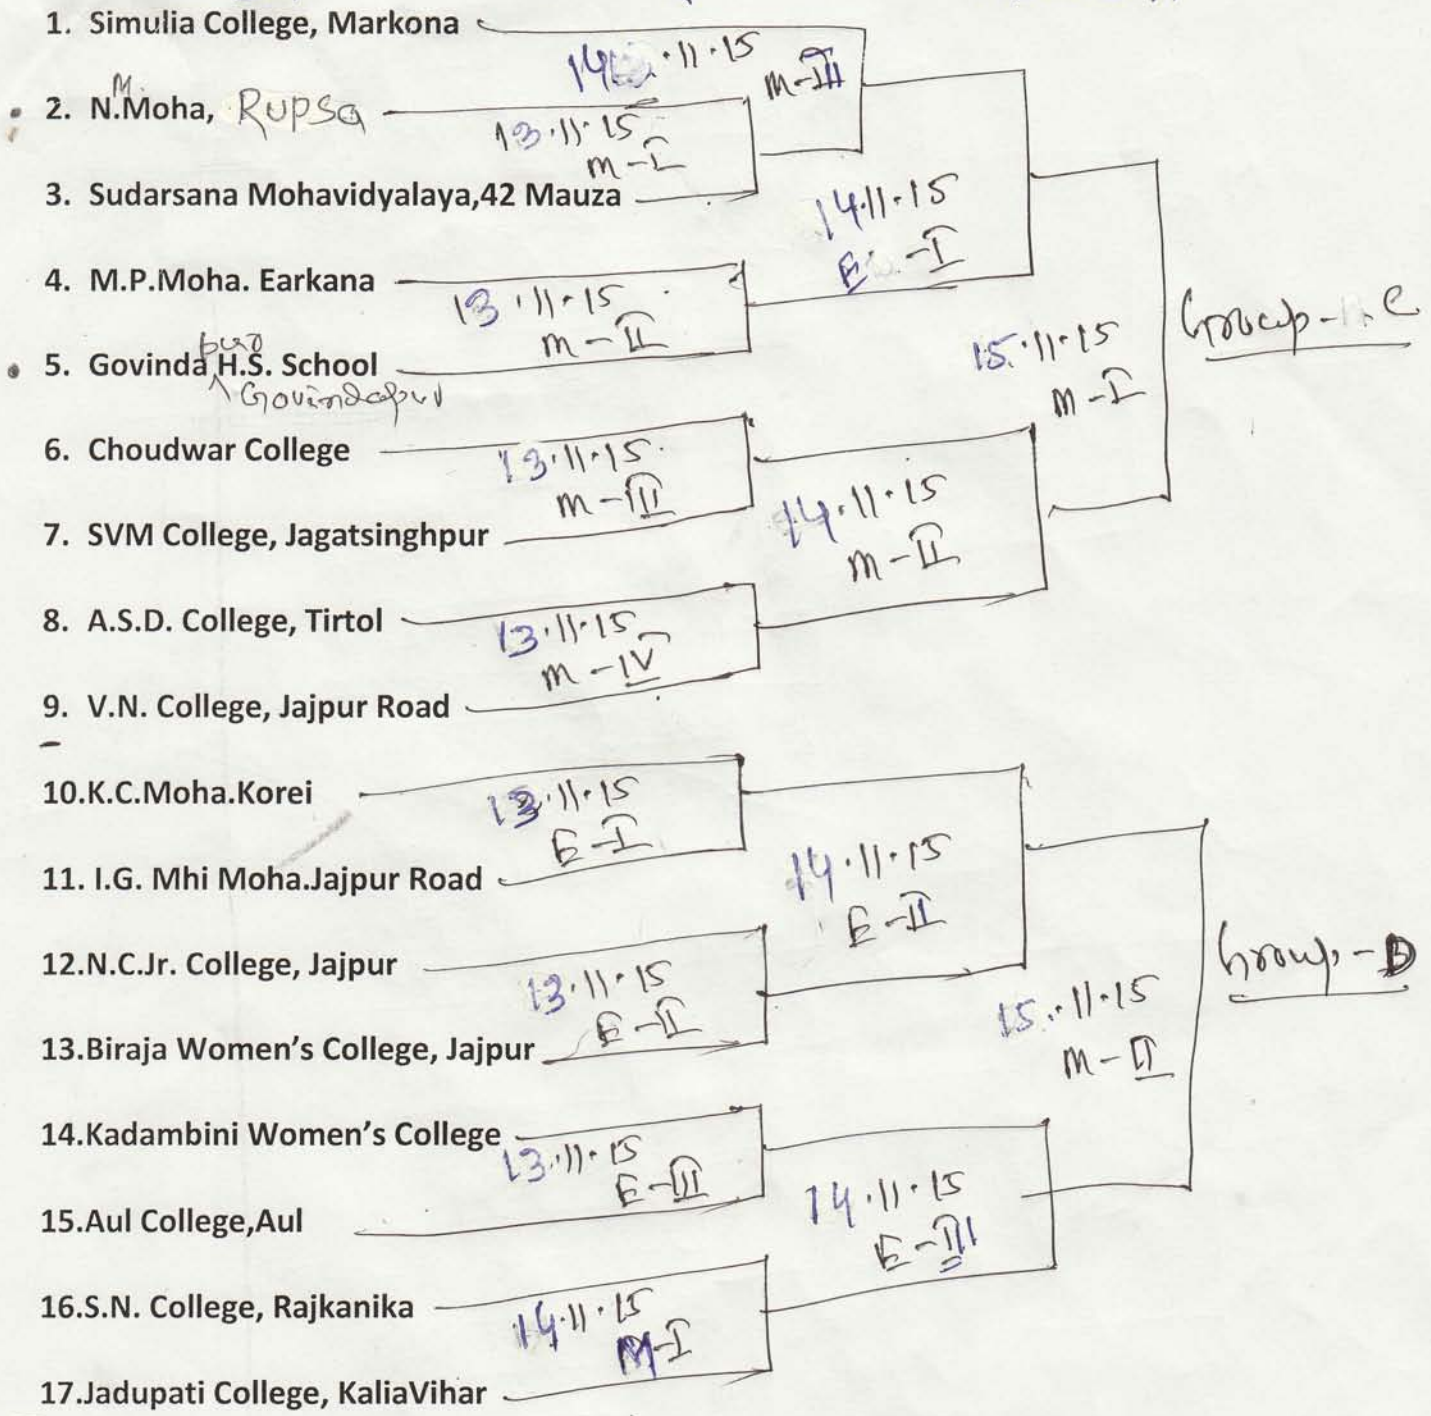 1. Simulia College, Markona
14.11.15
M-III
2. N.M.Moha, Rupsa
13.11.15
M-I
3. Sudarsana Mohavidyalaya,42 Mauza
14.11.15
E-I
4. M.P.Moha. Earkana
13.11.15
M-II
Group-C
15.11.15
M-I
5. Govindapur H.S. School
Govindapur
6. Choudwar College
13.11.15
M-III
14.11.15
M-II
7. SVM College, Jagatsinghpur
8. A.S.D. College, Tirtol
13.11.15
M-IV
9. V.N. College, Jajpur Road
10.K.C.Moha.Korei
13.11.15
E-I
14.11.15
E-II
11. I.G. Mhi Moha.Jajpur Road
12.N.C.Jr. College, Jajpur
13.11.15
E-II
Group-D
15.11.15
M-II
13.Biraja Women's College, Jajpur
14.Kadambini Women's College
13.11.15
E-III
14.11.15
E-III
15.Aul College,Aul
16.S.N. College, Rajkanika
14.11.15
M-I
17.Jadupati College, KaliaVihar